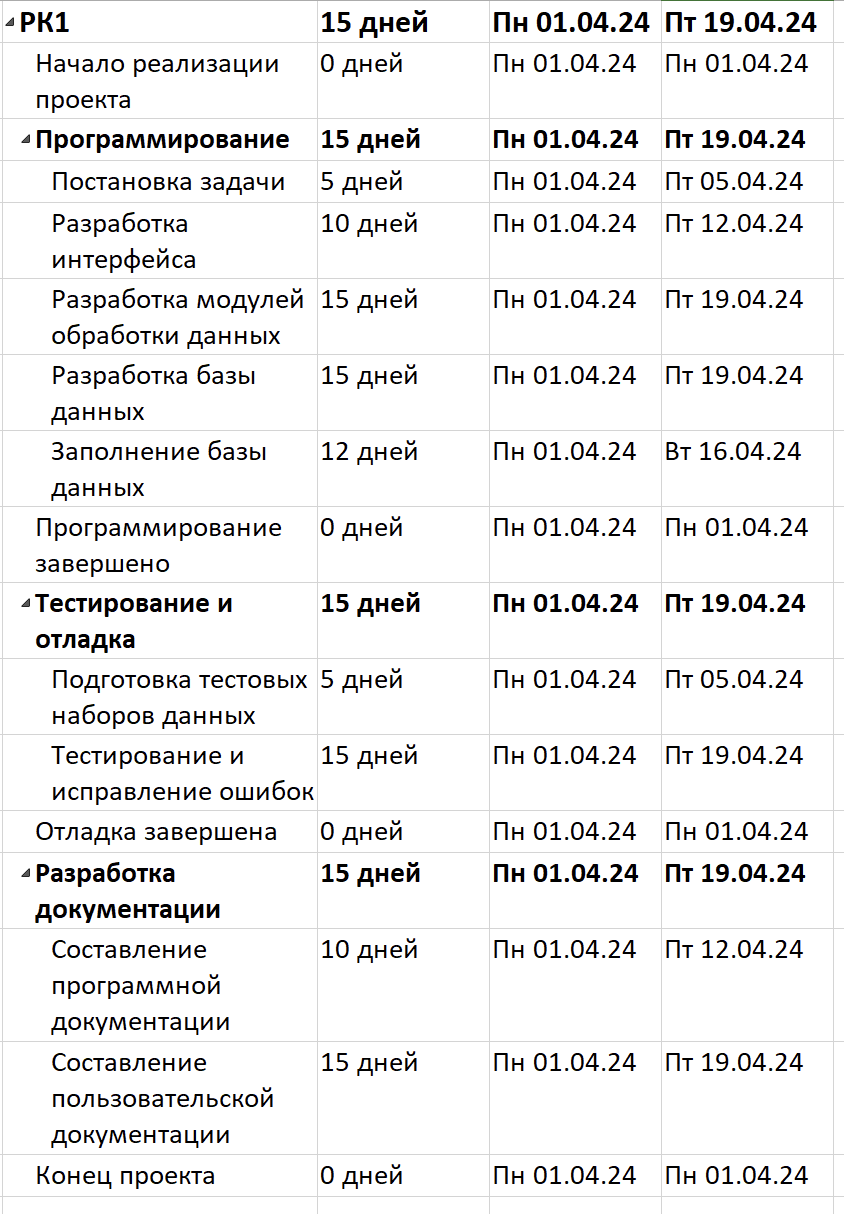 РК1 15 дней Пн 01.04.24 Пт 19.04.24
Начало реализации 0 дней Пн 01.04.24 Пн 01.04.24
проекта
Программирование 15 дней Пн 01.04.24 Пт 19.04.24
Постановка задачи 5 дней Пн 01.04.24 Пт 05.04.24
Разработка 10 дней Пн 01.04.24 Пт 12.04.24
интерфейса
Разработка модулей 15 дней Пн 01.04.24 Пт 19.04.24
обработки данных
Разработка базы 15 дней Пн 01.04.24 Пт 19.04.24
данных
Заполнение базы 12 дней Пн 01.04.24 Вт 16.04.24
данных
Программирование 0 дней Пн 01.04.24 Пн 01.04.24
завершено
Тестирование и 15 дней Пн 01.04.24 Пт 19.04.24
отладка
Подготовка тестовых 5 дней Пн 01.04.24 Пт 05.04.24
наборов данных
Тестирование и 15 дней Пн 01.04.24 Пт 19.04.24
исправление ошибок
Отладка завершена 0 дней Пн 01.04.24 Пн 01.04.24
Разработка 15 дней Пн 01.04.24 Пт 19.04.24
документации
Составление 10 дней Пн 01.04.24 Пт 12.04.24
программной
документации
Составление 15 дней Пн 01.04.24 Пт 19.04.24
пользовательской
документации
Конец проекта 0 дней Пн 01.04.24 Пн 01.04.24